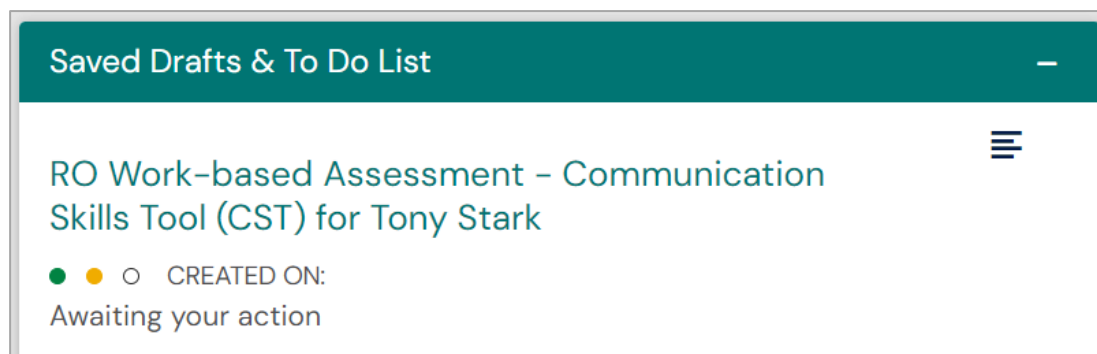 Saved Drafts & To Do List
RO Work-based Assessment - Communication
Skills Tool (CST) for Tony Stark
CREATED ON:
Awaiting your action